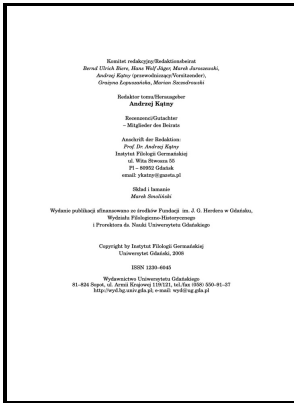 Komitet redakcyjny/Redaktionsbeirat
Bernd Ulrich Biere, Hans Wolf Jäger, Marek Jaroszewski,
Andrzej Kątny (przewodniczący/Vorsitzender),
Grażyna Łopuszańska, Marian Szczodrowski
Redaktor tomu/Herausgeber
Andrzej Kątny
Recenzenci/Gutachter
– Mitglieder des Beirats
Anschrift der Redaktion:
Prof. Dr. Andrzej Kątny
Instytut Filologii Germańskiej
ul. Wita Stwosza 55
Pl – 80952 Gdańsk
email: ykatny@gazeta.pl
Skład i łamanie
Marek Smoliński
Wydanie publikacji sfinansowano ze środków Fundacji im. J. G. Herdera w Gdańsku,
Wydziału Filologiczno-Historycznego
i Prorektora ds. Nauki Uniwersytetu Gdańskiego
Copyright by Instytut Filologii Germańskiej
Uniwersytet Gdański, 2008
ISSN 1230–6045
Wydawnictwo Uniwersytetu Gdańskiego
81–824 Sopot, ul. Armii Krajowej 119/121, tel./fax (058) 550–91–37
http://wyd.bg.univ.gda.pl, e-mail: wyd@ug.gda.pl